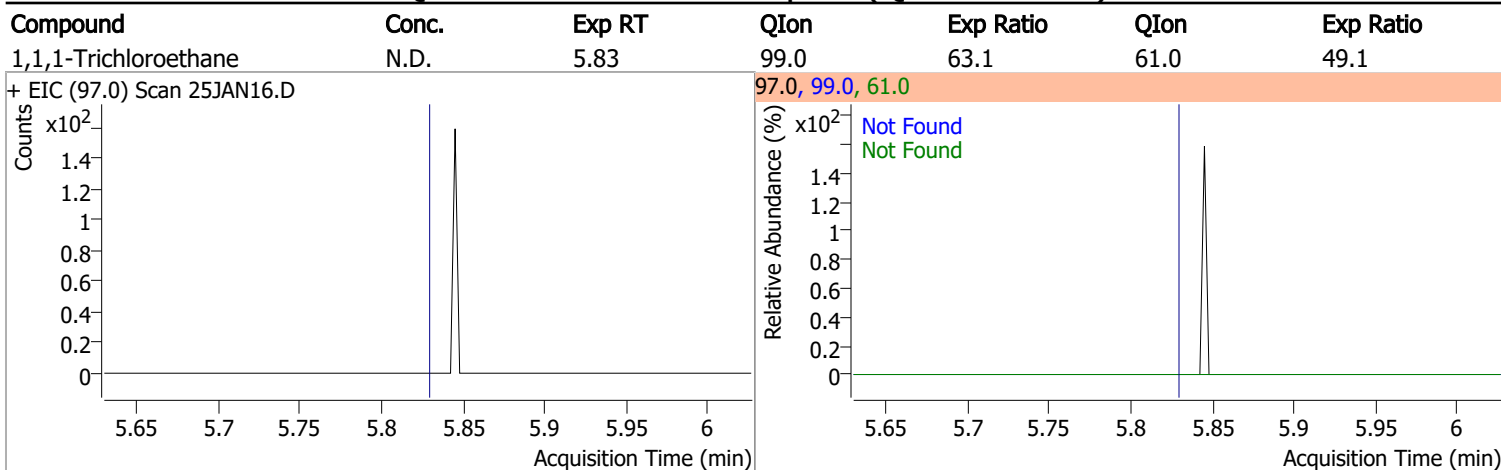 Compound Conc. Exp RT QIon Exp Ratio QIon Exp Ratio
1,1,1-Trichloroethane N.D. 5.83 99.0 63.1 61.0 49.1
+ EIC (97.0) Scan 25JAN16.D
Counts
x10²
1.4
1.2
1
0.8
0.6
0.4
0.2
0
5.65 5.7 5.75 5.8 5.85 5.9 5.95 6
Acquisition Time (min)
97.0, 99.0, 61.0
Relative Abundance (%)
x10²
Not Found
Not Found
1.4
1.2
1
0.8
0.6
0.4
0.2
0
5.65 5.7 5.75 5.8 5.85 5.9 5.95 6
Acquisition Time (min)